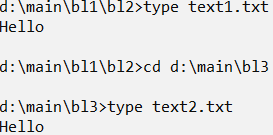 d:\main\bl1\bl2>type text1.txt
Hello
d:\main\bl1\bl2>cd d:\main\bl3
d:\main\bl3>type text2.txt
Hello